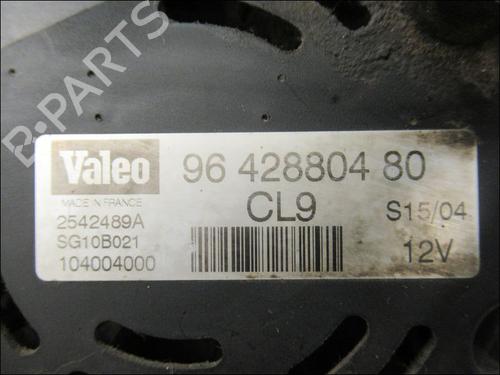 B-PARTS
Valeo
MADE IN FRANCE
2542489A
SG10B021
104004000
96 428804 80
CL9
S15/04
12V